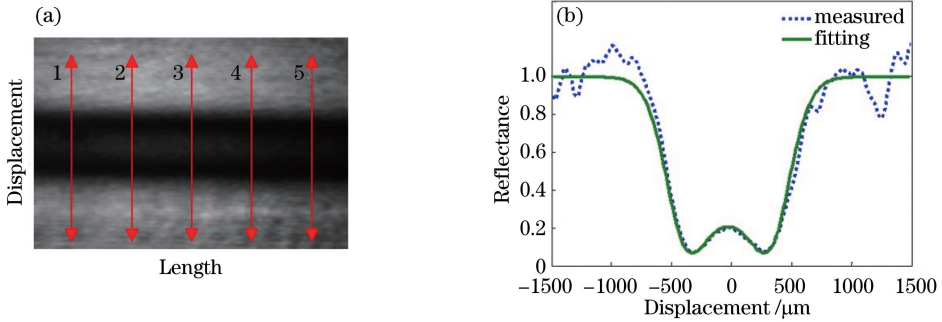 (a)
Displacement
1 2 3 4 5
Length
(b)
measured
fitting
Reflectance
1.0
0.8
0.6
0.4
0.2
0
−1500 −1000 −500 0 500 1000 1500
Displacement /μm